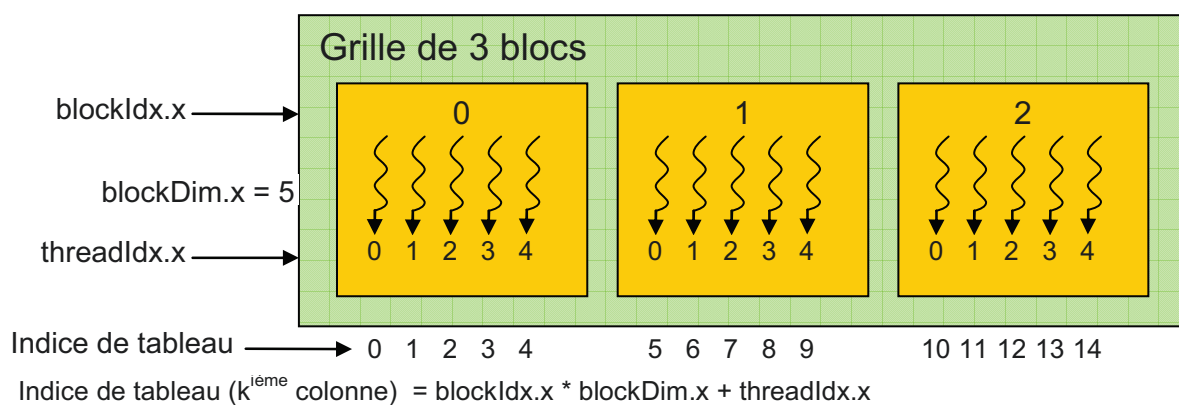 Grille de 3 blocs
blockIdx.x 0 1 2
blockDim.x = 5
threadIdx.x 0 1 2 3 4 0 1 2 3 4 0 1 2 3 4
Indice de tableau 0 1 2 3 4 5 6 7 8 9 10 11 12 13 14
Indice de tableau (k ième colonne) = blockIdx.x * blockDim.x + threadIdx.x